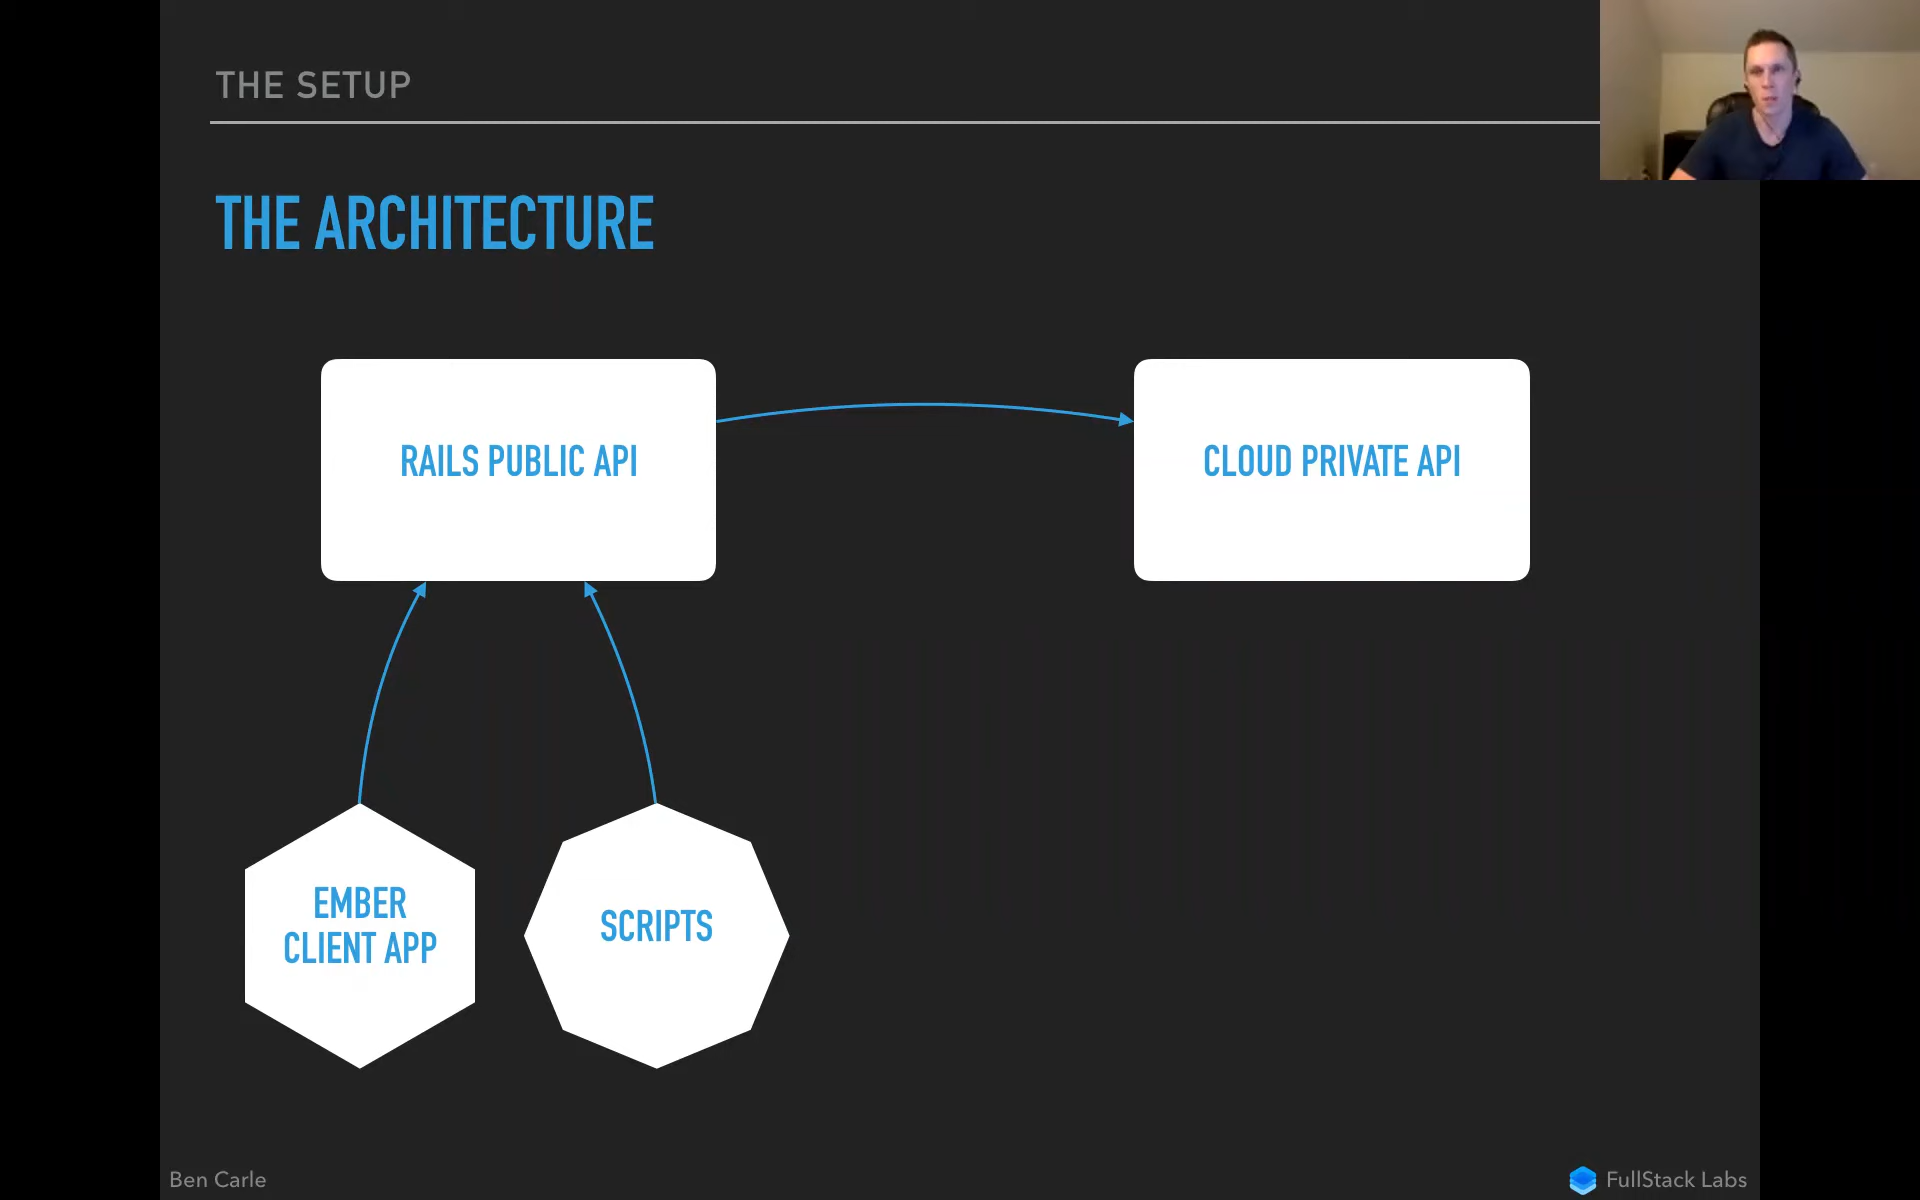 THE SETUP
THE ARCHITECTURE
RAILS PUBLIC API
CLOUD PRIVATE API
EMBER
CLIENT APP
SCRIPTS
Ben Carle
FullStack Labs